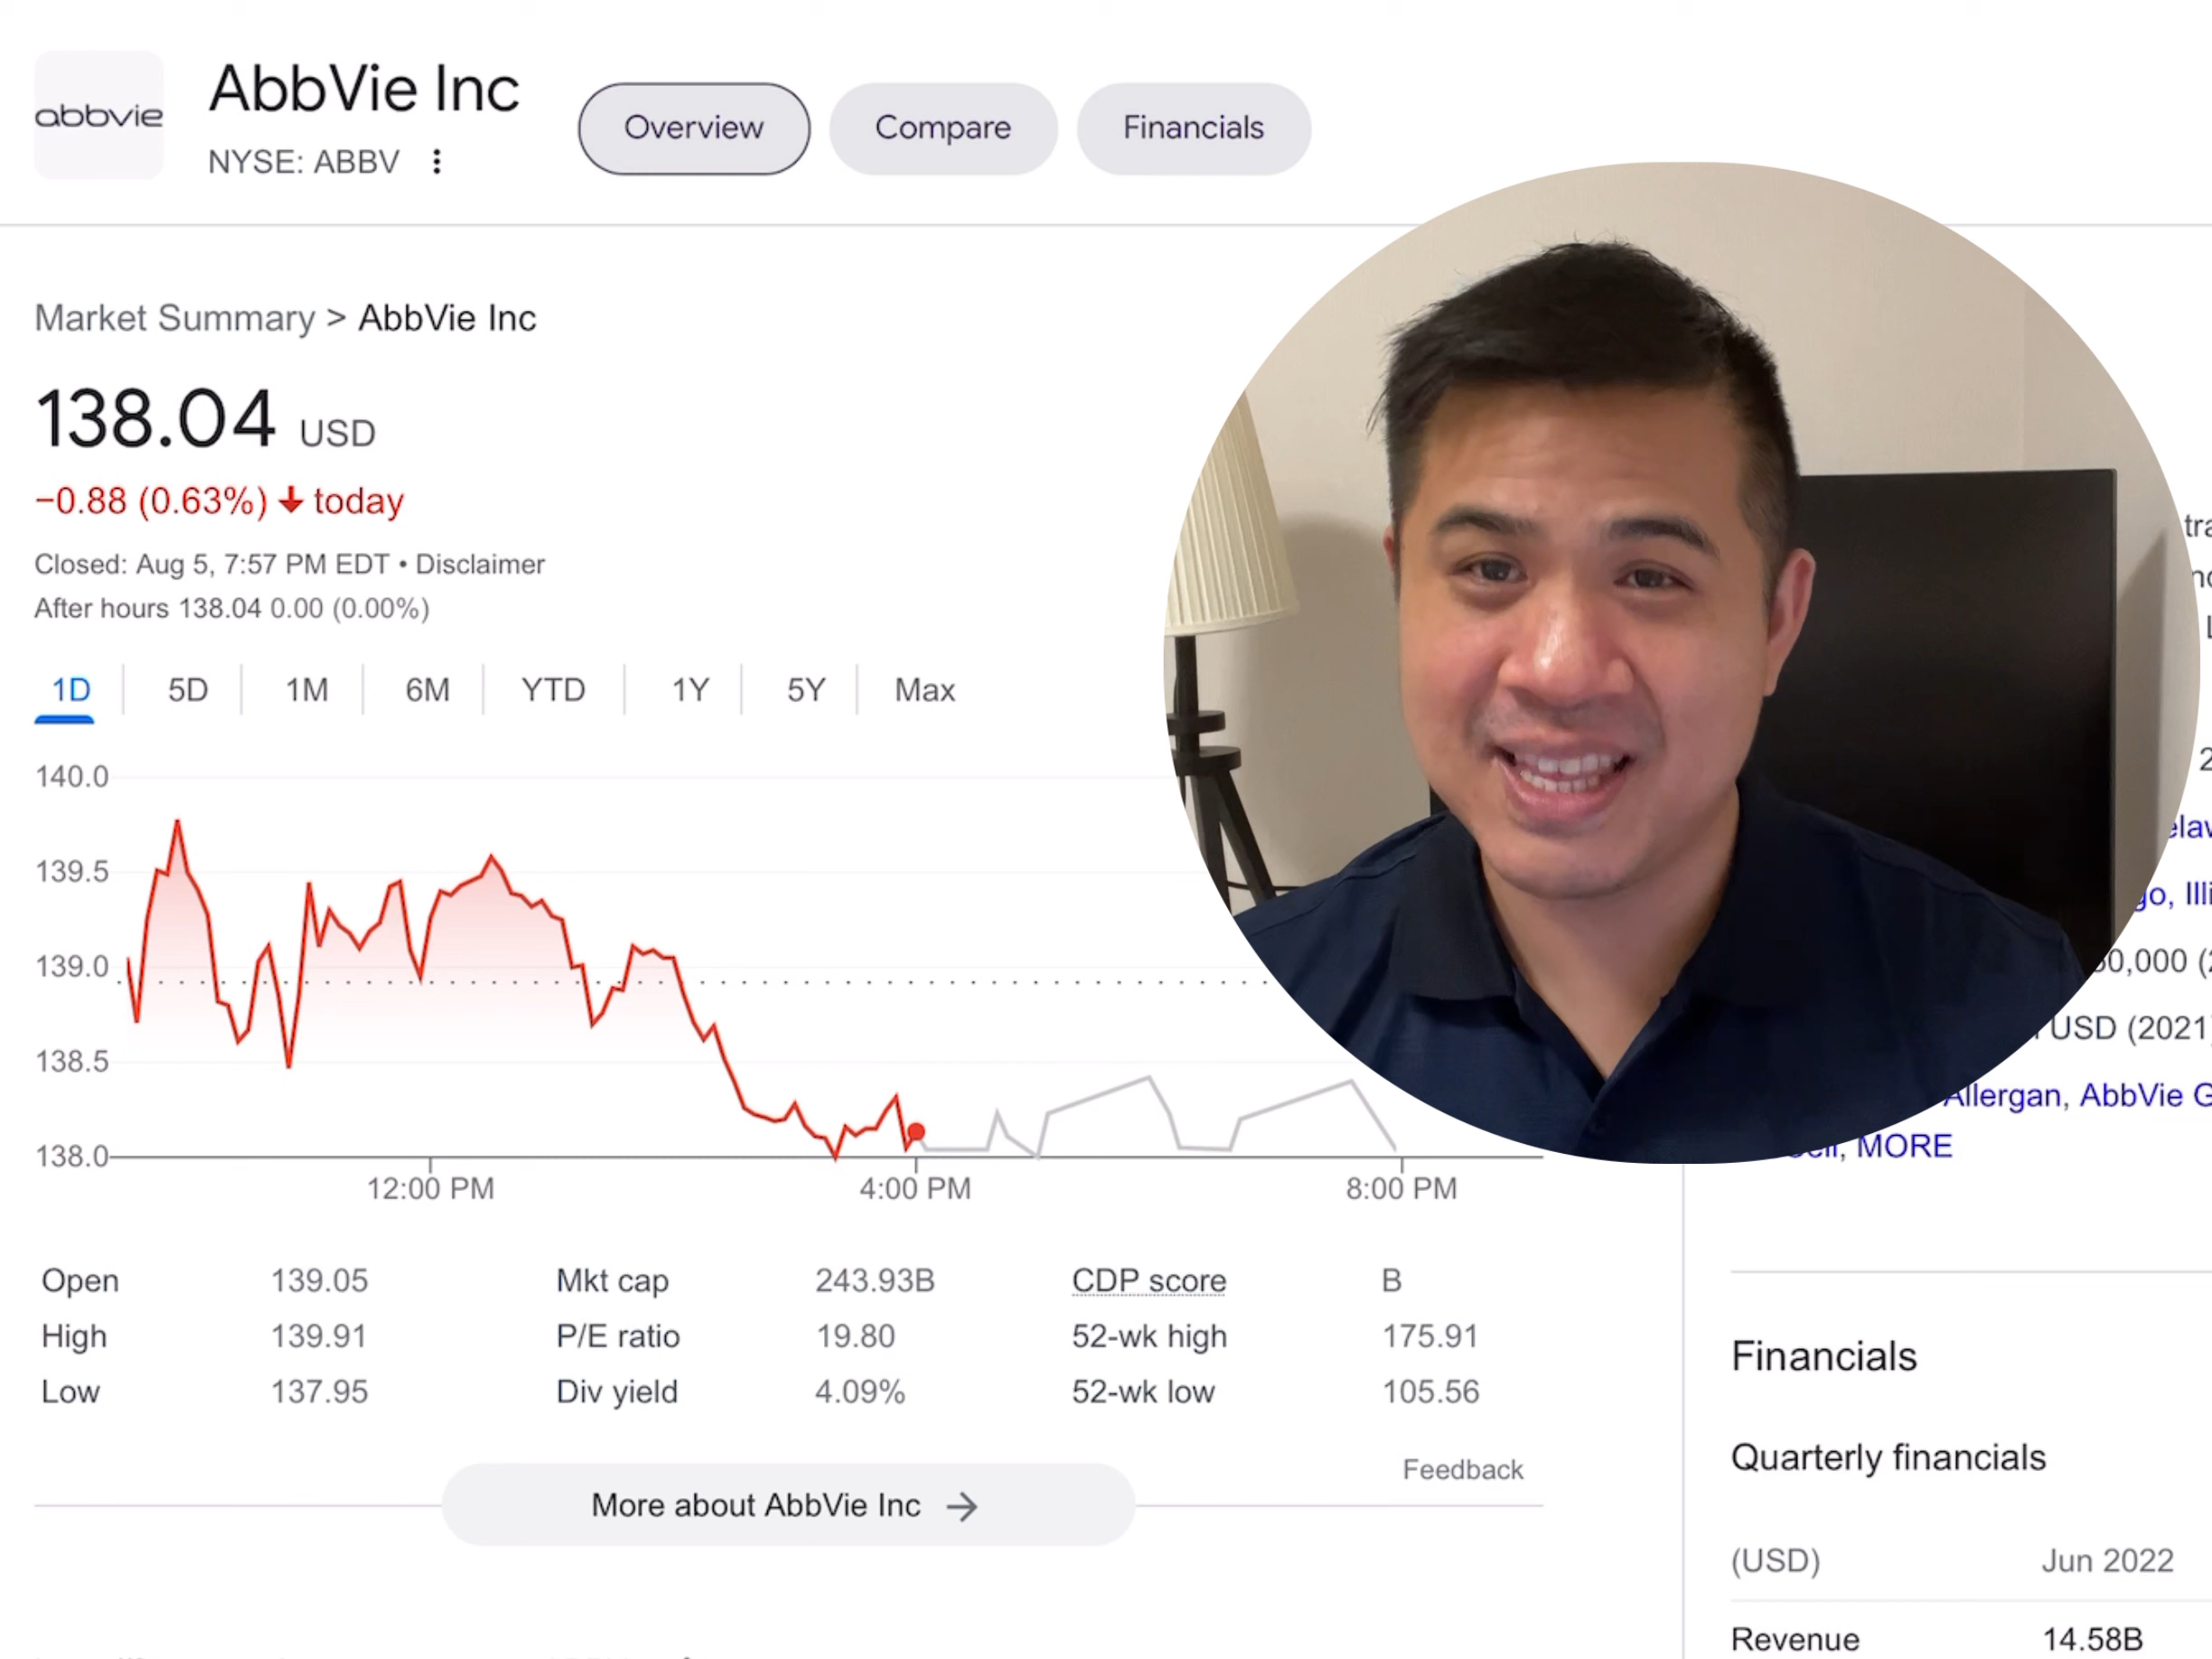 abbvie
AbbVie Inc
NYSE: ABBV
Overview
Compare
Financials
Market Summary > AbbVie Inc
138.04 USD
−0.88 (0.63%) today
Closed: Aug 5, 7:57 PM EDT • Disclaimer
After hours 138.04 0.00 (0.00%)
1D 5D 1M 6M YTD 1Y 5Y Max
140.0
139.5
139.0
138.5
138.0
12:00 PM 4:00 PM 8:00 PM
Open 139.05 Mkt cap 243.93B CDP score B
High 139.91 P/E ratio 19.80 52-wk high 175.91
Low 137.95 Div yield 4.09% 52-wk low 105.56
Feedback
More about AbbVie Inc
USD (2021
Allergan, AbbVie
MORE
Financials
Quarterly financials
(USD) Jun 2022
Revenue 14.58B